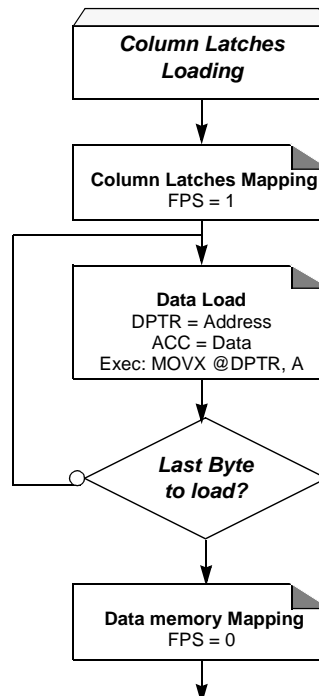 Column Latches
Loading
Column Latches Mapping
FPS = 1
Data Load
DPTR = Address
ACC = Data
Exec: MOVX @DPTR, A
Last Byte
to load?
Data memory Mapping
FPS = 0